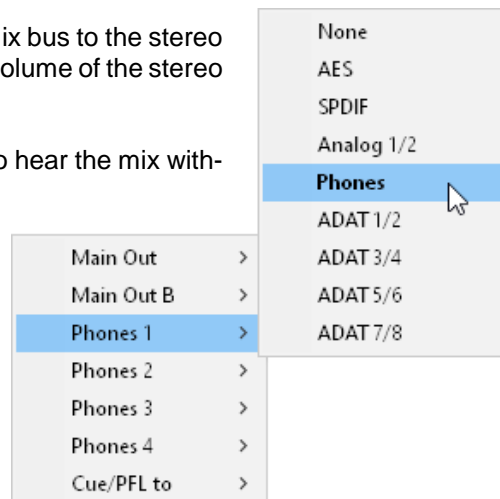 ix bus to the stereo
olume of the stereo
o hear the mix with-
None
AES
SPDIF
Analog 1/2
Phones
ADAT 1/2
ADAT 3/4
ADAT 5/6
ADAT 7/8
Main Out
Main Out B
Phones 1
Phones 2
Phones 3
Phones 4
Cue/PFL to